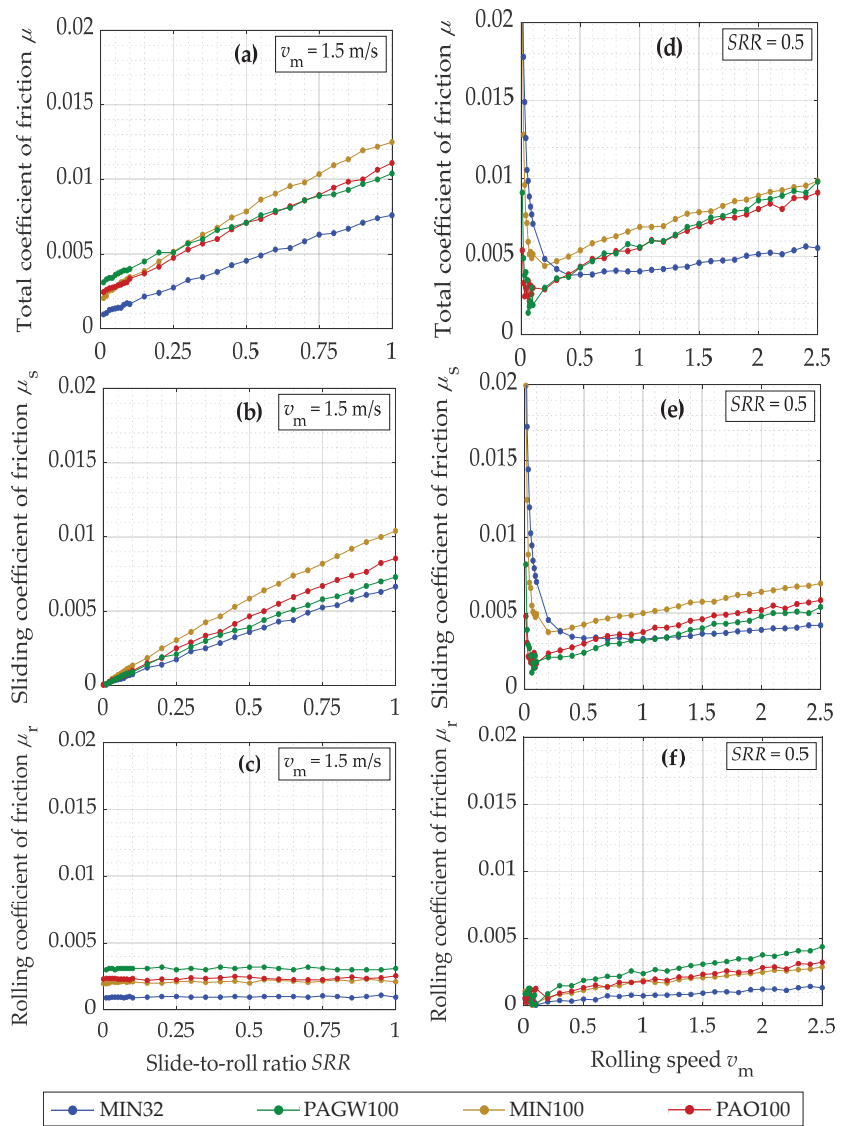 Total coefficient of friction μ
0.02
0.015
0.01
0.005
0
(a)
v_m = 1.5 m/s
0 0.25 0.5 0.75 1
Total coefficient of friction μ
0.02
0.015
0.01
0.005
0
(d)
SRR = 0.5
0 0.5 1 1.5 2 2.5
Sliding coefficient of friction μ_s
0.02
0.015
0.01
0.005
0
(b)
v_m = 1.5 m/s
0 0.25 0.5 0.75 1
Sliding coefficient of friction μ_s
0.02
0.015
0.01
0.005
0
(e)
SRR = 0.5
0 0.5 1 1.5 2 2.5
Rolling coefficient of friction μ_r
0.02
0.015
0.01
0.005
0
(c)
v_m = 1.5 m/s
0 0.25 0.5 0.75 1
Slide-to-roll ratio SRR
Rolling coefficient of friction μ_r
0.02
0.015
0.01
0.005
0
(f)
SRR = 0.5
0 0.5 1 1.5 2 2.5
Rolling speed v_m
MIN32 PAGW100 MIN100 PAO100